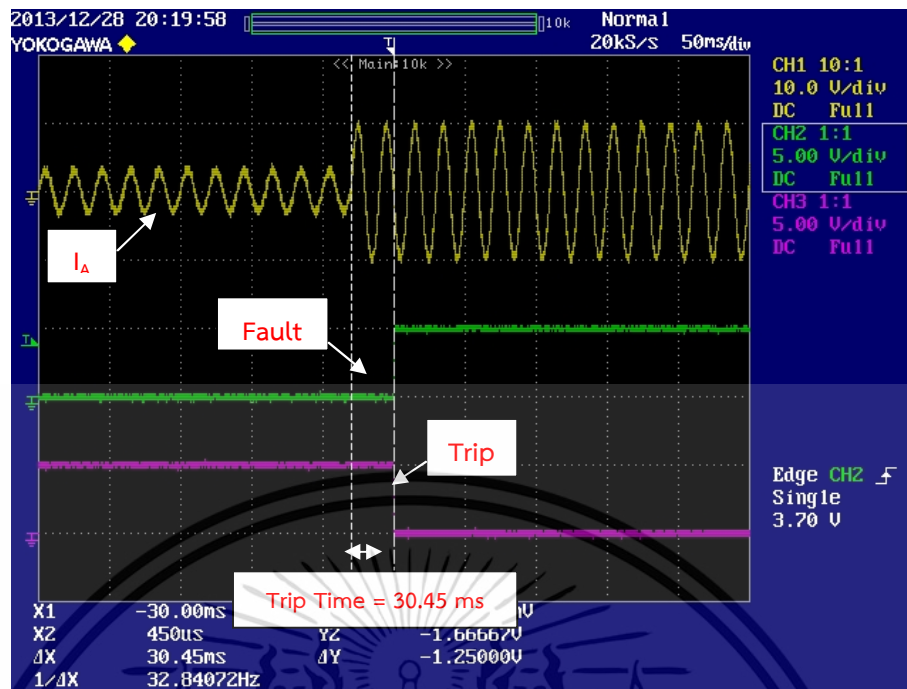 2013/12/28 20:19:58
10k
Normal
YOKOGAWA
T
20kS/s 50ms/div
<< Main:10k >>
CH1 10:1
10.0 V/div
DC Full
CH2 1:1
5.00 V/div
DC Full
CH3 1:1
5.00 V/div
DC Full
IA
Fault
T
Trip
Edge CH2
Single
3.70 V
Trip Time = 30.45 ms
X1 -30.00ms
X2 450us Y2 -1.66667V
ΔX 30.45ms ΔY -1.25000V
1/ΔX 32.84072Hz